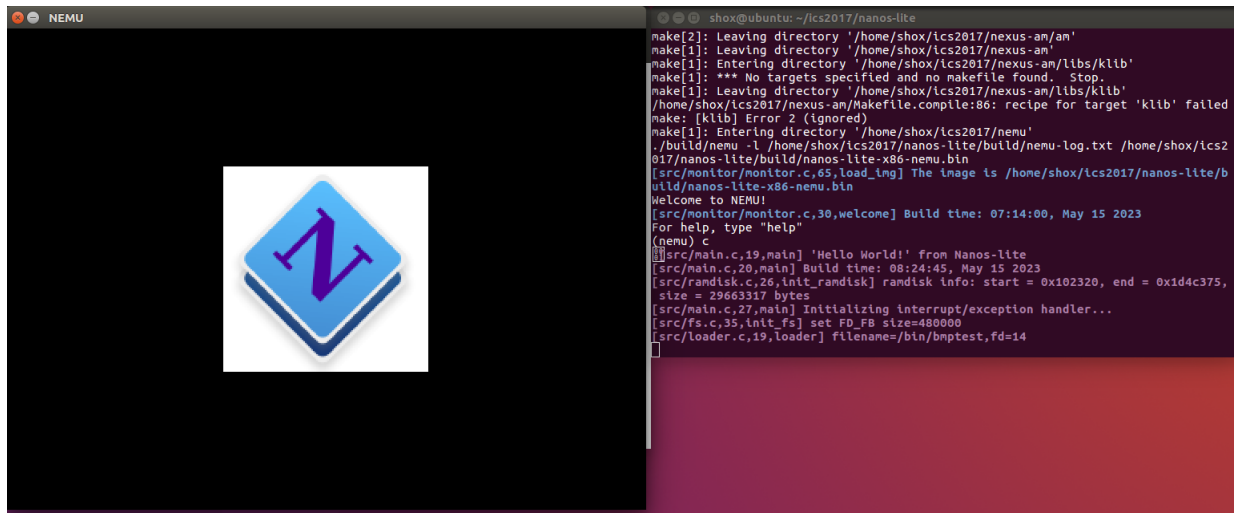 NEMU
N
shox@ubuntu: ~/ics2017/nanos-lite
make[2]: Leaving directory '/home/shox/ics2017/nexus-am/am'
make[1]: Leaving directory '/home/shox/ics2017/nexus-am'
make[1]: Entering directory '/home/shox/ics2017/nexus-am/libs/klib'
make[1]: *** No targets specified and no makefile found.  Stop.
make[1]: Leaving directory '/home/shox/ics2017/nexus-am/libs/klib'
/home/shox/ics2017/nexus-am/Makefile.compile:86: recipe for target 'klib' failed
make: [klib] Error 2 (ignored)
make[1]: Entering directory '/home/shox/ics2017/nemu'
./build/nemu -l /home/shox/ics2017/nanos-lite/build/nemu-log.txt /home/shox/ics2
017/nanos-lite/build/nanos-lite-x86-nemu.bin
[src/monitor/monitor.c,65,load_img] The image is /home/shox/ics2017/nanos-lite/b
uild/nanos-lite-x86-nemu.bin
Welcome to NEMU!
[src/monitor/monitor.c,30,welcome] Build time: 07:14:00, May 15 2023
For help, type "help"
(nemu) c
[src/main.c,19,main] 'Hello World!' from Nanos-lite
[src/main.c,20,main] Build time: 08:24:45, May 15 2023
[src/ramdisk.c,26,init_ramdisk] ramdisk info: start = 0x102320, end = 0x1d4c375,
 size = 29663317 bytes
[src/main.c,27,main] Initializing interrupt/exception handler...
[src/fs.c,35,init_fs] set FD_FB size=480000
[src/loader.c,19,loader] filename=/bin/bmptest,fd=14